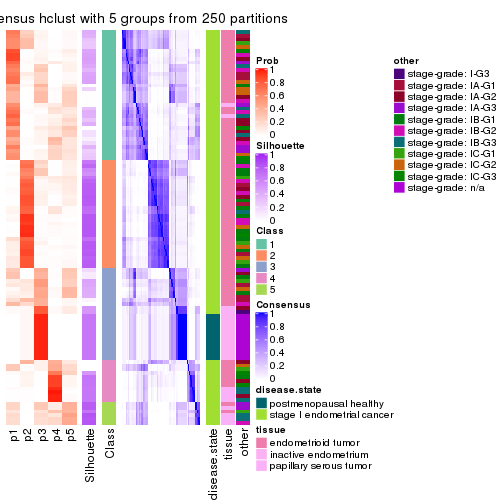 ensus hclust with 5 groups from 250 partitions
Prob
1
0.8
0.6
0.4
0.2
0
Silhouette
1
0.8
0.6
0.4
0.2
0
Class
1
2
3
4
5
Consensus
1
0.8
0.6
0.4
0.2
0
disease.state
postmenopausal healthy
stage I endometrial cancer
tissue
endometrioid tumor
inactive endometrium
papillary serous tumor
other
stage-grade: I-G3
stage-grade: IA-G1
stage-grade: IA-G2
stage-grade: IA-G3
stage-grade: IB-G1
stage-grade: IB-G2
stage-grade: IB-G3
stage-grade: IC-G1
stage-grade: IC-G2
stage-grade: IC-G3
stage-grade: n/a
p1
p2
p3
p4
p5
Silhouette
Class
disease.state
tissue
other